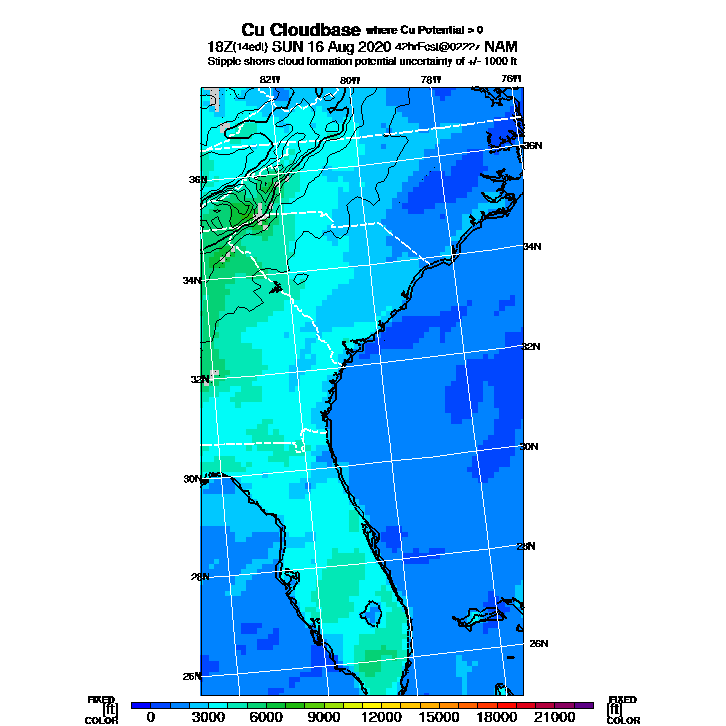 Cu Cloudbase where Cu Potential > 0
18Z(14edt) SUN 16 Aug 2020 42hrFcst@0222z NAM
Stipple shows cloud formation potential uncertainty of +/- 1000 ft
82W 80W 78W 76W
36N
36N
34N
34N
32N
32N
30N
30N
28N
28N
26N
26N
FIXED FIXED
[ft] [ft]
COLOR 0 3000 6000 9000 12000 15000 18000 21000 COLOR